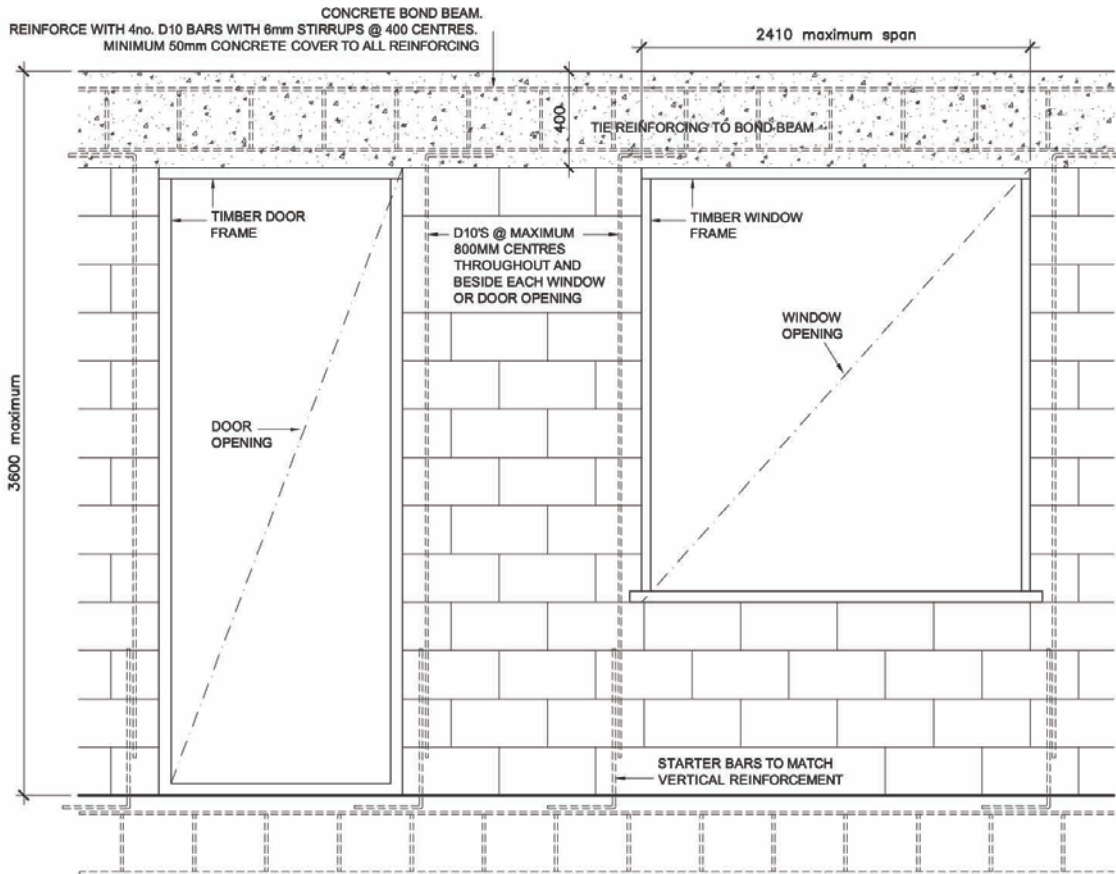 CONCRETE BOND BEAM.
REINFORCE WITH 4no. D10 BARS WITH 6mm STIRRUPS @ 400 CENTRES.
MINIMUM 50mm CONCRETE COVER TO ALL REINFORCING
2410 maximum span
400
TIE REINFORCING TO BOND BEAM
TIMBER DOOR
FRAME
D10'S @ MAXIMUM
800MM CENTRES
THROUGHOUT AND
BESIDE EACH WINDOW
OR DOOR OPENING
TIMBER WINDOW
FRAME
WINDOW
OPENING
DOOR
OPENING
3600 maximum
STARTER BARS TO MATCH
VERTICAL REINFORCEMENT